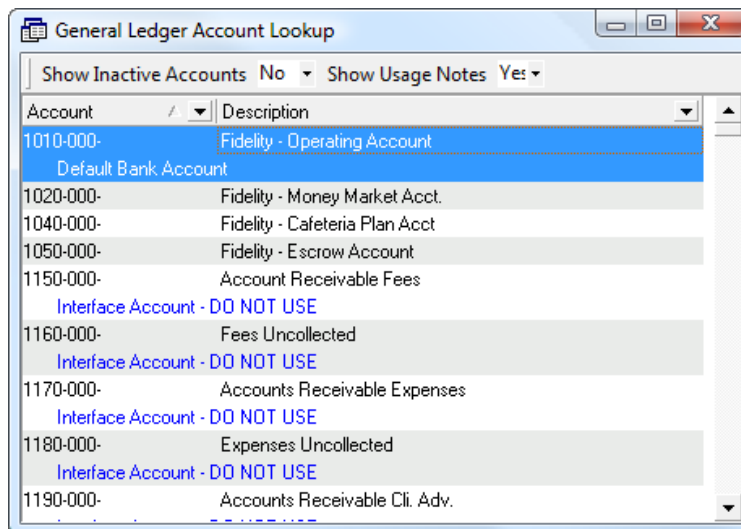 General Ledger Account Lookup
Show Inactive Accounts No Show Usage Notes Yes
Account Description
1010-000- Fidelity - Operating Account
Default Bank Account
1020-000- Fidelity - Money Market Acct.
1040-000- Fidelity - Cafeteria Plan Acct
1050-000- Fidelity - Escrow Account
1150-000- Account Receivable Fees
Interface Account - DO NOT USE
1160-000- Fees Uncollected
Interface Account - DO NOT USE
1170-000- Accounts Receivable Expenses
Interface Account - DO NOT USE
1180-000- Expenses Uncollected
Interface Account - DO NOT USE
1190-000- Accounts Receivable Cli. Adv.